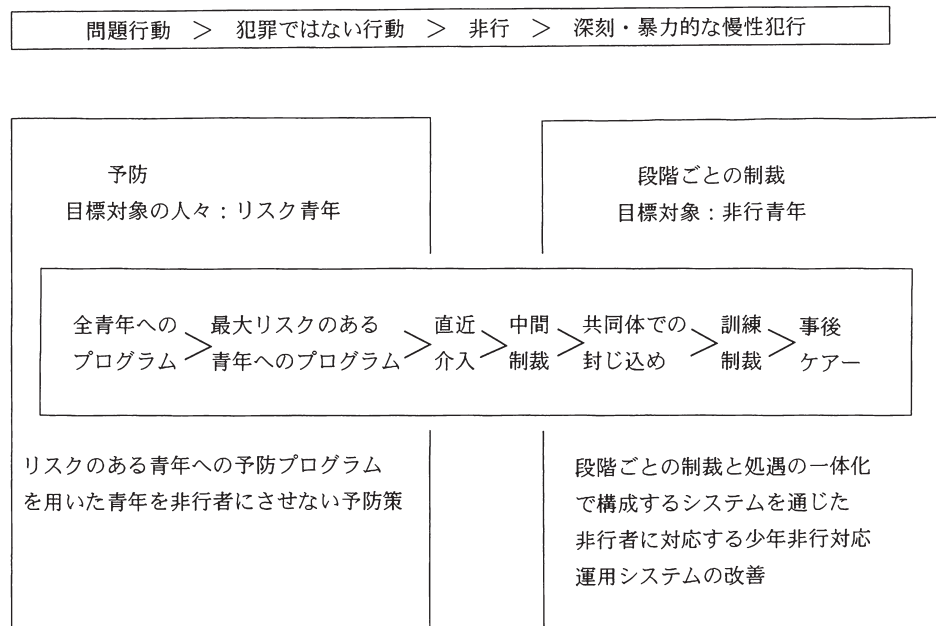 問題行動 > 犯罪ではない行動 > 非行 > 深刻・暴力的な慢性犯行
予防
目標対象の人々：リスク青年
段階ごとの制裁
目標対象：非行青年
全青年への
プログラム
>
最大リスクのある
青年へのプログラム
>
直近
介入
>
中間
制裁
>
共同体での
封じ込め
>
訓練
制裁
>
事後
ケアー
リスクのある青年への予防プログラム
を用いた青年を非行者にさせない予防策
段階ごとの制裁と処遇の一体化
で構成するシステムを通じた
非行者に対応する少年非行対応
運用システムの改善